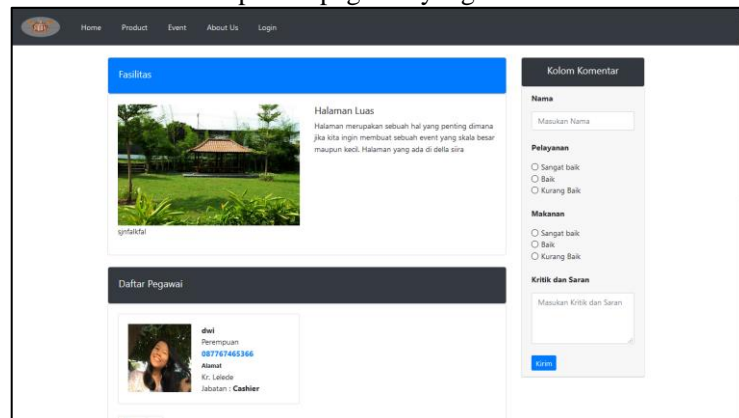 Home Product Event About Us Login
Fasilitas
Halaman Luas
Halaman merupakan sebuah hal yang penting dimana
jika kita ingin membuat sebuah event yang skala besar
maupun kecil. Halaman yang ada di della siira
sjnfalkfal
Daftar Pegawai
dwi
Perempuan
087767465366
Alamat
Kr. Lelede
Jabatan : Cashier
Kolom Komentar
Nama
Masukan Nama
Pelayanan
Sangat baik
Baik
Kurang Baik
Makanan
Sangat baik
Baik
Kurang Baik
Kritik dan Saran
Masukan Kritik dan Saran
Kirim